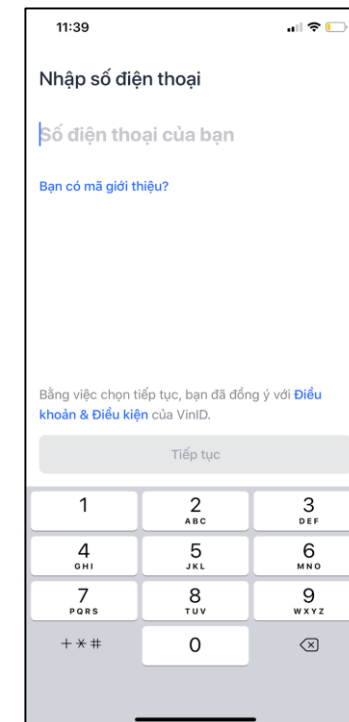 11:39
Nhập số điện thoại
Số điện thoại của bạn
Bạn có mã giới thiệu?
Bằng việc chọn tiếp tục, bạn đã đồng ý với Điều
khoản & Điều kiện của VinID.
Tiếp tục
1 2 3
ABC DEF
4 5 6
GHI JKL MNO
7 8 9
PQRS TUV WXYZ
+*# 0